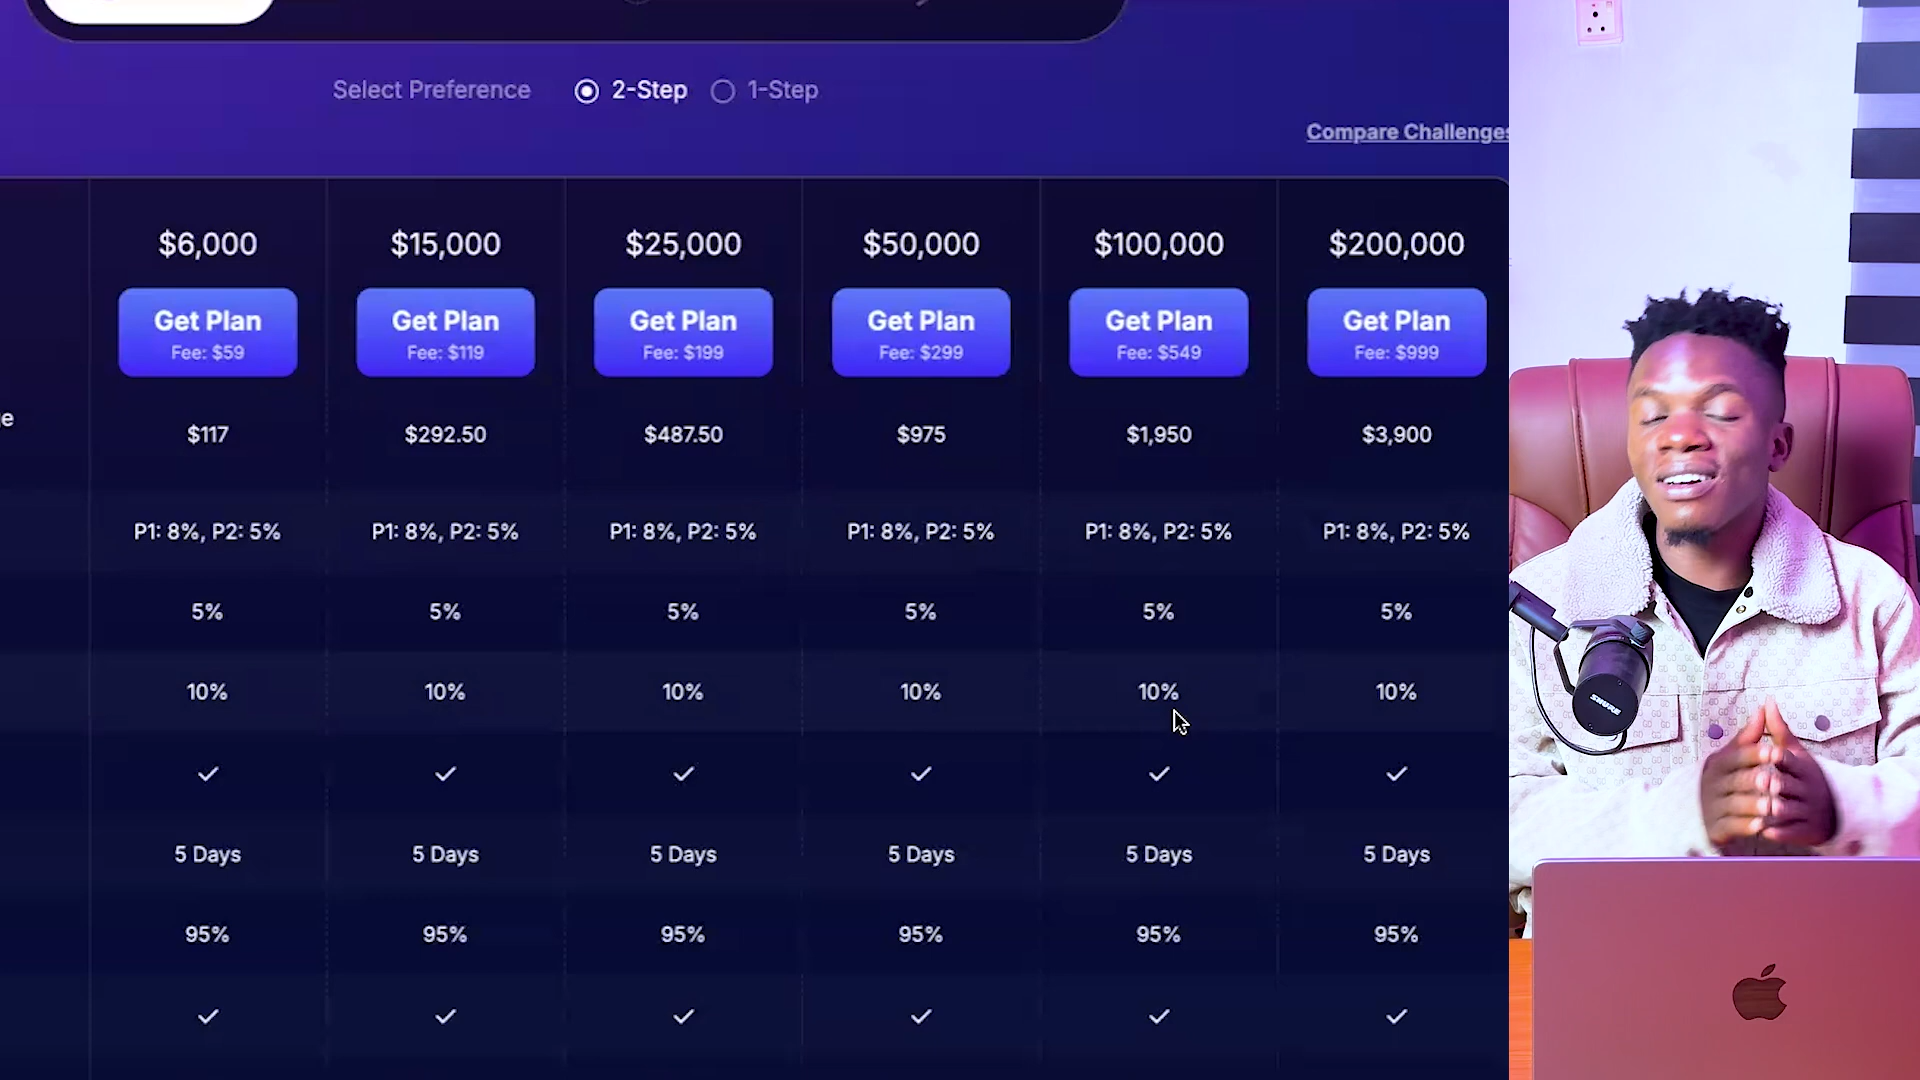 Select Preference 2-Step 1-Step
Compare Challenges
$6,000 $15,000 $25,000 $50,000 $100,000 $200,000
Get Plan Get Plan Get Plan Get Plan Get Plan Get Plan
Fee: $59 Fee: $119 Fee: $199 Fee: $299 Fee: $549 Fee: $999
$117 $292.50 $487.50 $975 $1,950 $3,900
P1: 8%, P2: 5% P1: 8%, P2: 5% P1: 8%, P2: 5% P1: 8%, P2: 5% P1: 8%, P2: 5% P1: 8%, P2: 5%
5% 5% 5% 5% 5% 5%
10% 10% 10% 10% 10% 10%
5 Days 5 Days 5 Days 5 Days 5 Days 5 Days
95% 95% 95% 95% 95% 95%
SHURE